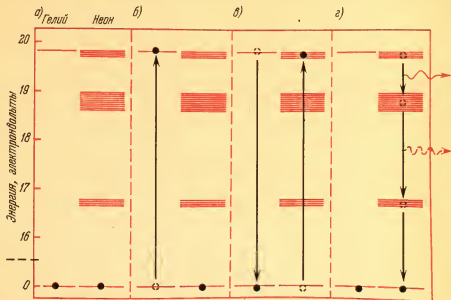 а) б) в) г)
Гелий Неон
Энергия, электронвольты
20
19
18
17
16
0